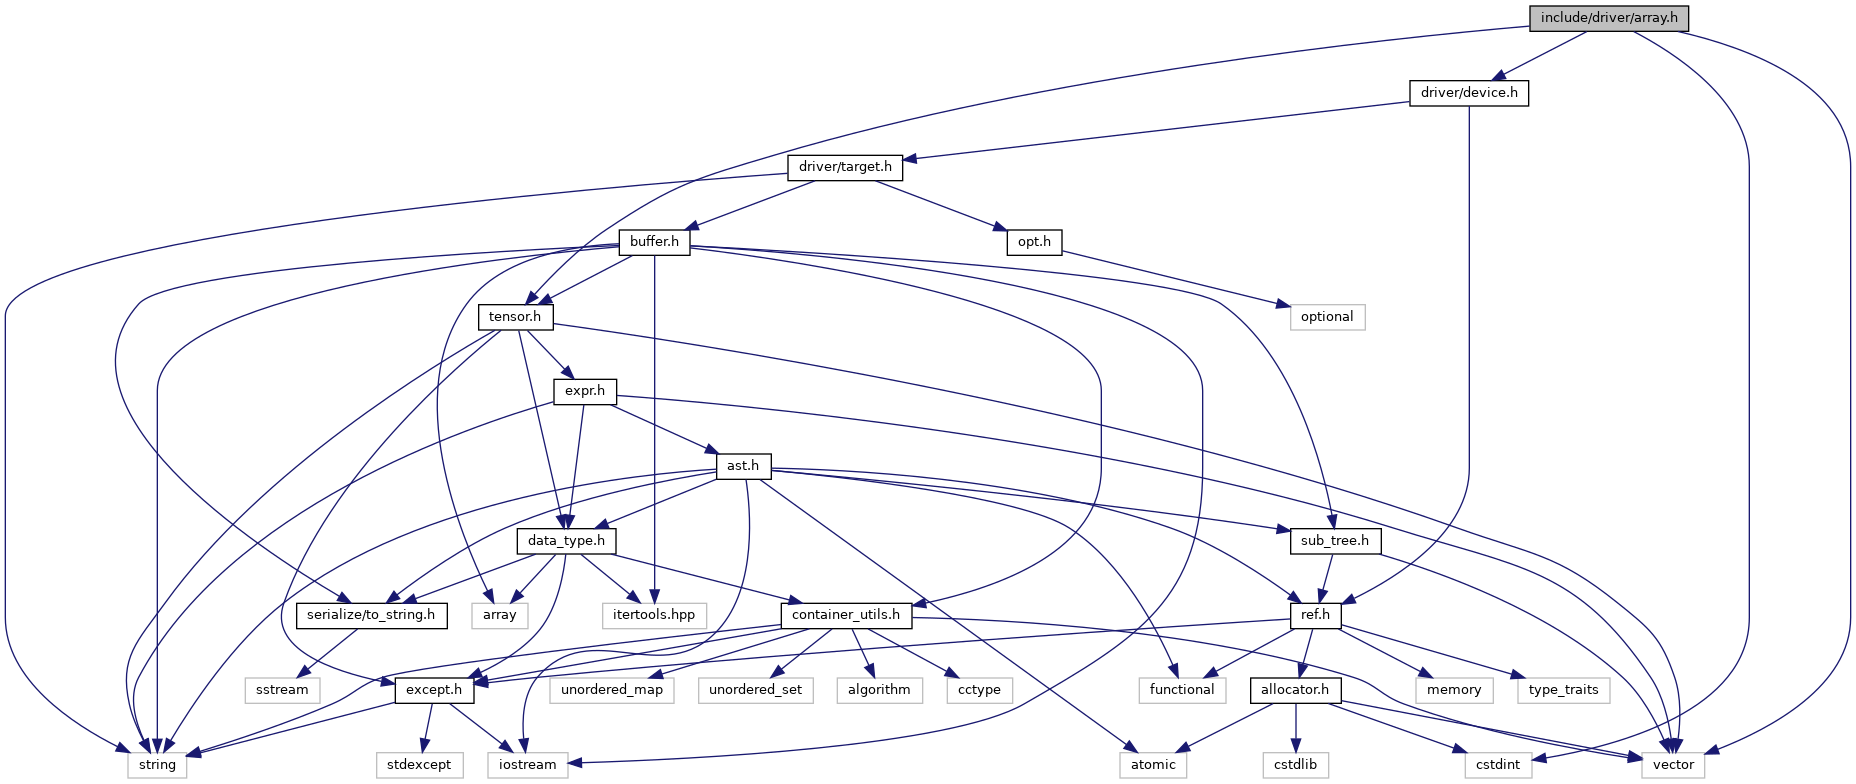 include/driver/array.h
driver/device.h
driver/target.h
buffer.h
opt.h
tensor.h
optional
expr.h
ast.h
data_type.h
sub_tree.h
serialize/to_string.h
array
itertools.hpp
container_utils.h
ref.h
sstream
except.h
unordered_map
unordered_set
algorithm
cctype
functional
allocator.h
memory
type_traits
string
stdexcept
iostream
atomic
cstdlib
cstdint
vector